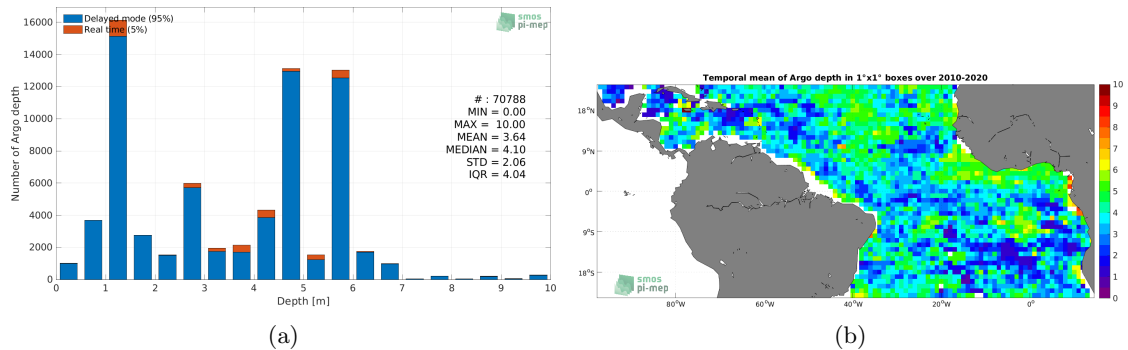 Delayed mode (95%)
Real time (5%)
smos
pi-mep
# : 70788
MIN = 0.00
MAX = 10.00
MEAN = 3.64
MEDIAN = 4.10
STD = 2.06
IQR = 4.04
Number of Argo depth
16000
14000
12000
10000
8000
6000
4000
2000
0
0 1 2 3 4 5 6 7 8 9 10
Depth [m]
(a)
Temporal mean of Argo depth in 1°x1° boxes over 2010-2020
18°N
9°N
0°
9°S
18°S
80°W 60°W 40°W 20°W 0°
10
9
8
7
6
5
4
3
2
1
0
smos
pi-mep
(b)